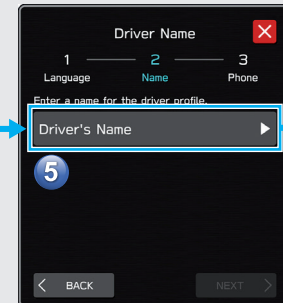 Driver Name
1 2 3
Language Name Phone
Enter a name for the driver profile.
Driver's Name
5
BACK NEXT